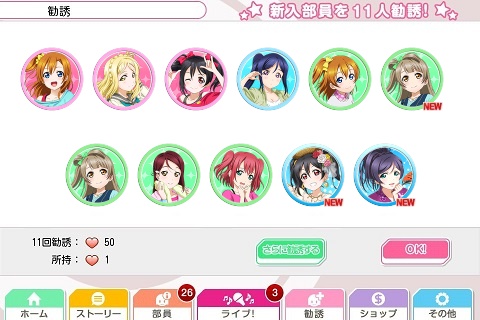 勧誘
新入部員を11人勧誘!
NEW
NEW
NEW
11回勧誘: 50
所持: 1
さらに勧誘する
OK!
26
3
ホーム
ストーリー
部員
ライブ!
勧誘
ショップ
その他